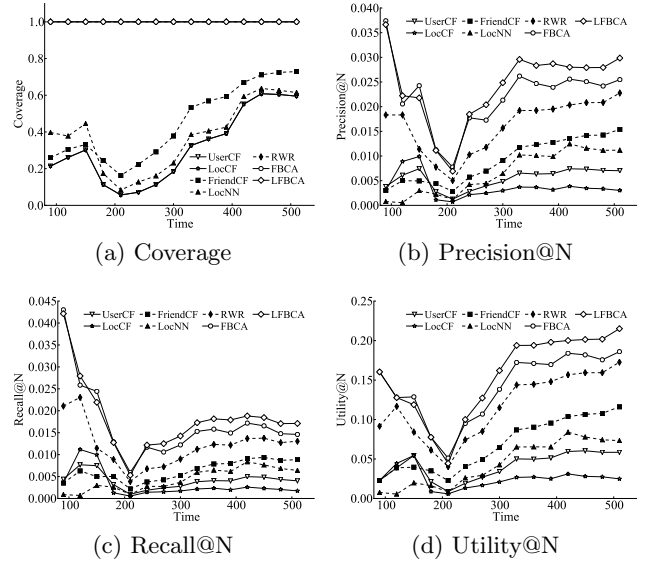 1.0
0.8
0.6
0.4
0.2
0.0
Coverage
UserCF
LocCF
FriendCF
LocNN
RWR
FBCA
LFBCA
100 200 300 400 500
Time
(a) Coverage
0.040
0.035
0.030
0.025
0.020
0.015
0.010
0.005
0.000
Precision@N
UserCF FriendCF RWR LFBCA
LocCF LocNN FBCA
100 200 300 400 500
Time
(b) Precision@N
0.045
0.040
0.035
0.030
0.025
0.020
0.015
0.010
0.005
0.000
Recall@N
UserCF FriendCF RWR LFBCA
LocCF LocNN FBCA
100 200 300 400 500
Time
(c) Recall@N
0.25
0.20
0.15
0.10
0.05
0.00
Utility@N
UserCF FriendCF RWR LFBCA
LocCF LocNN FBCA
100 200 300 400 500
Time
(d) Utility@N